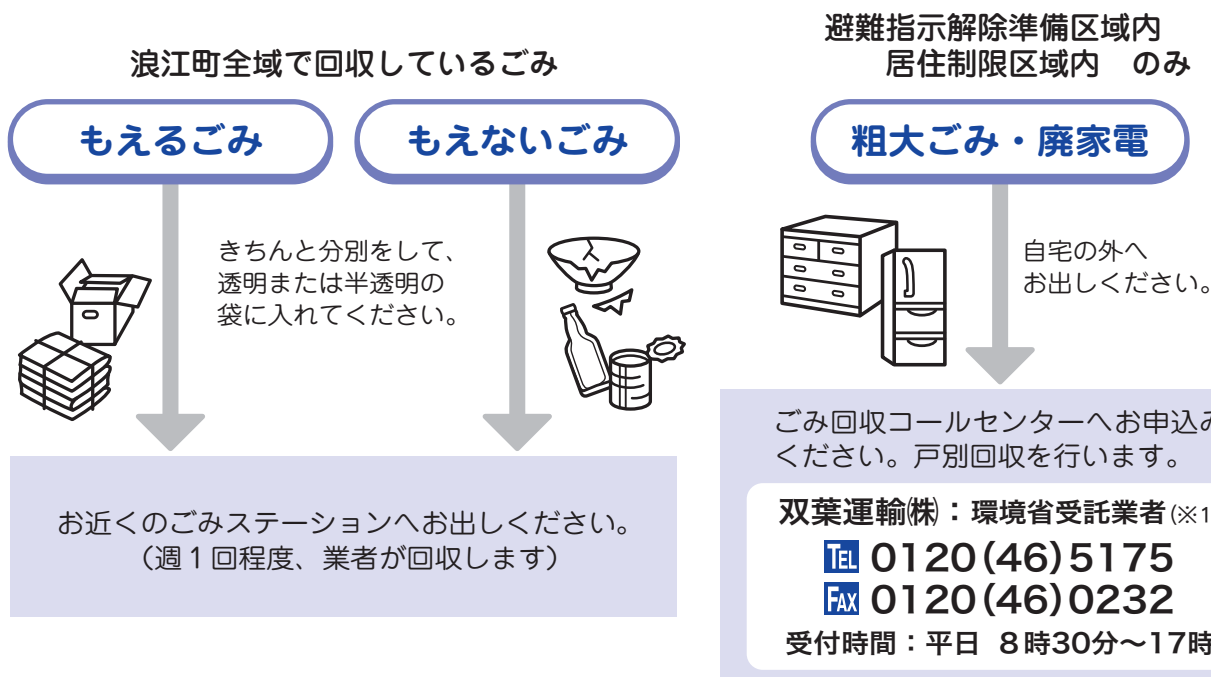 浪江町全域で回収しているごみ
もえるごみ
もえないごみ
きちんと分別をして、
透明または半透明の
袋に入れてください。
お近くのごみステーションへお出しください。
（週１回程度、業者が回収します）
避難指示解除準備区域内
居住制限区域内　のみ
粗大ごみ・廃家電
自宅の外へ
お出しください。
ごみ回収コールセンターへお申込み
ください。戸別回収を行います。
双葉運輸㈱：環境省受託業者(※1
TEL 0120(46)5175
FAX 0120(46)0232
受付時間：平日 ８時30分～17時